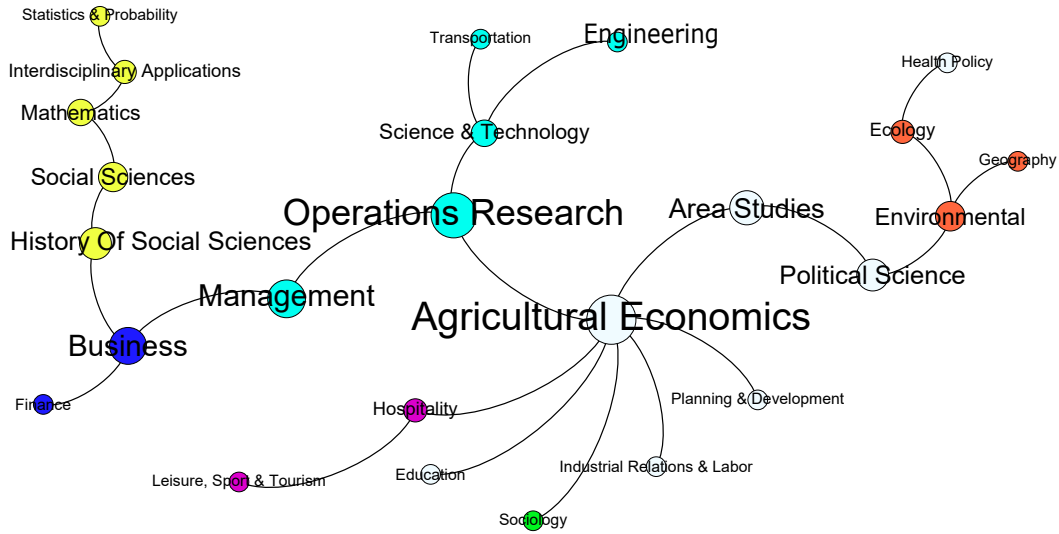 Statistics & Probability
Interdisciplinary Applications
Mathematics
Social Sciences
History Of Social Sciences
Business
Finance
Management
Operations Research
Science & Technology
Transportation
Engineering
Agricultural Economics
Area Studies
Political Science
Environmental
Ecology
Health Policy
Geography
Hospitality
Leisure, Sport & Tourism
Education
Sociology
Industrial Relations & Labor
Planning & Development